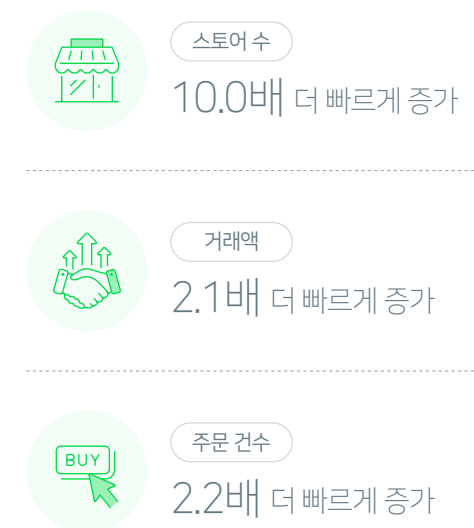 스토어 수
10.0배 더 빠르게 증가
거래액
2.1배 더 빠르게 증가
BUY
주문 건수
2.2배 더 빠르게 증가